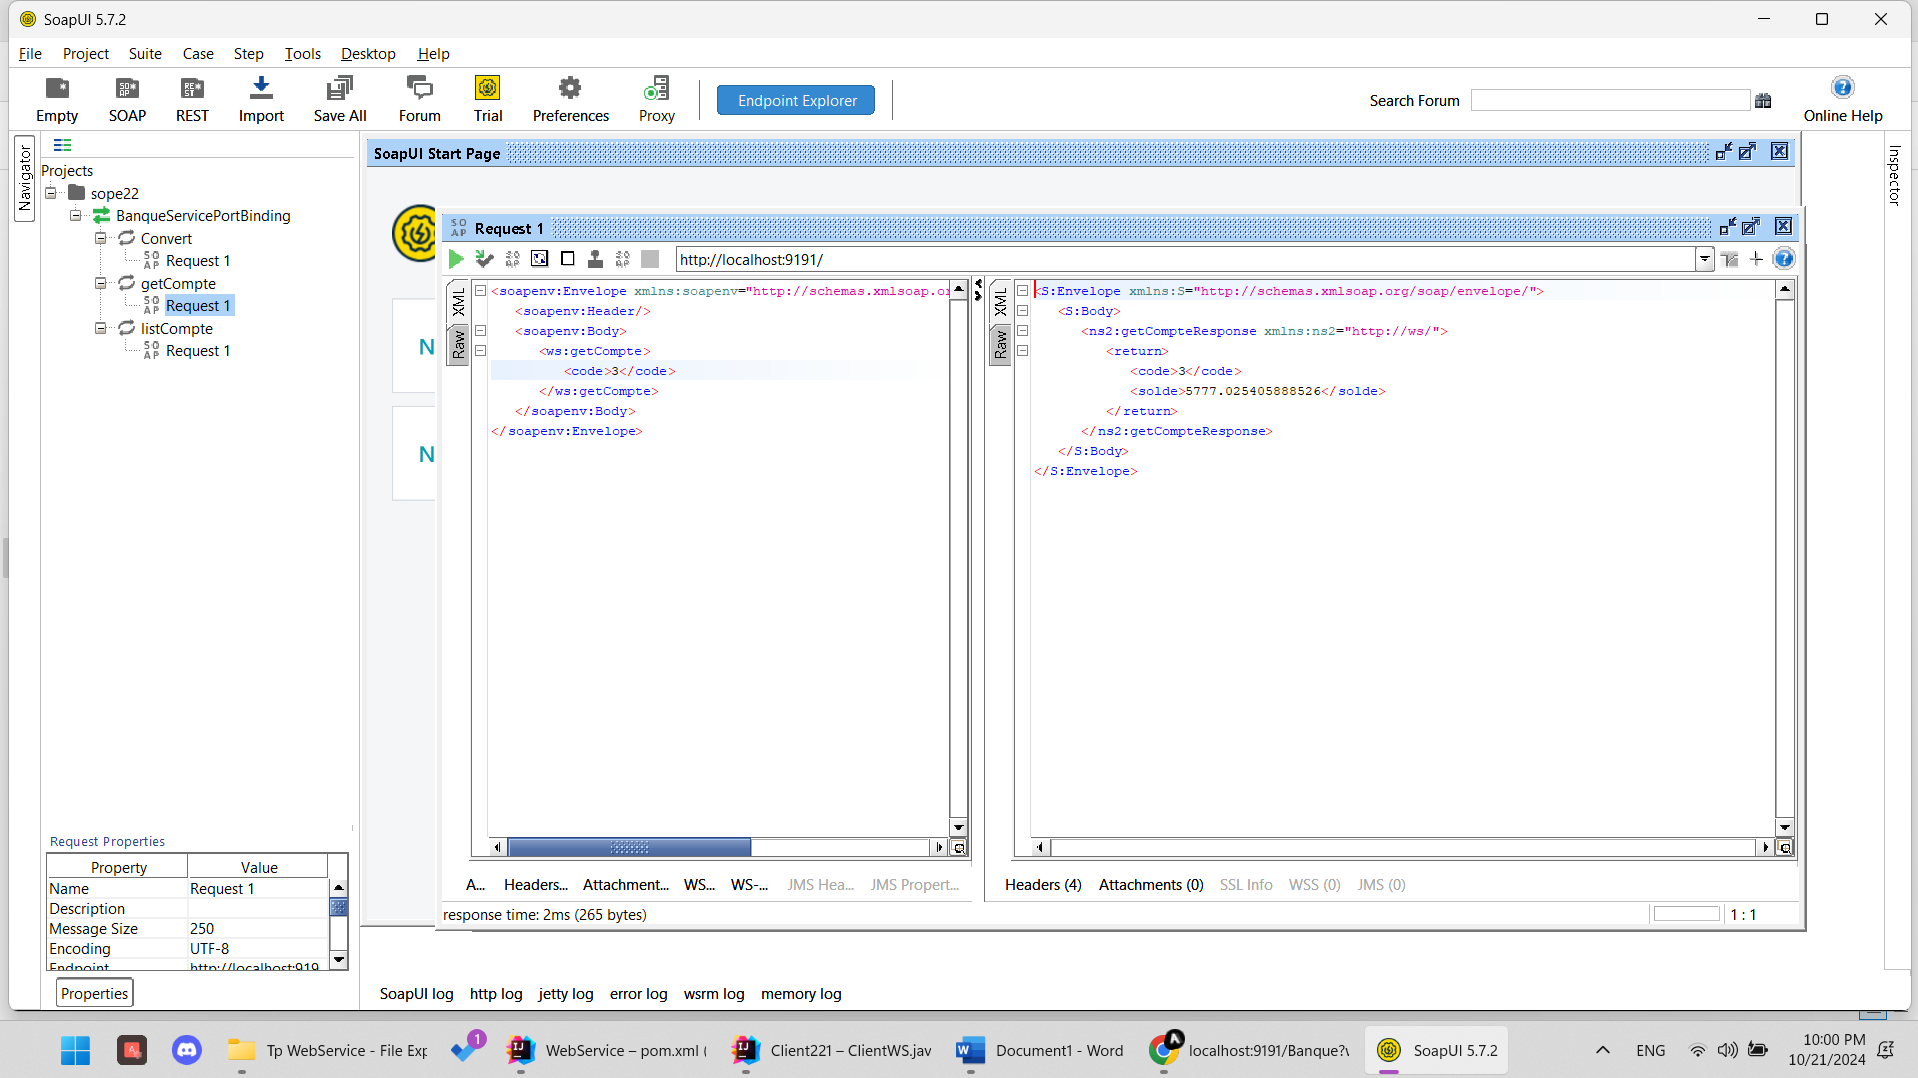 SoapUI 5.7.2
File Project Suite Case Step Tools Desktop Help
Empty SOAP REST Import Save All Forum Trial Preferences Proxy
Endpoint Explorer
Search Forum
Online Help
Navigator
Projects
sope22
BanqueServicePortBinding
Convert
Request 1
getCompte
Request 1
listCompte
Request 1
Request Properties
Property Value
Name Request 1
Description
Message Size 250
Encoding UTF-8
Endpoint http://localhost:919
Properties
SoapUI Start Page
N
N
Request 1
http://localhost:9191/
XML
Raw
<soapenv:Envelope xmlns:soapenv="http://schemas.xmlsoap.or
<soapenv:Header/>
<soapenv:Body>
<ws:getCompte>
<code>3</code>
</ws:getCompte>
</soapenv:Body>
</soapenv:Envelope>
XML
Raw
<S:Envelope xmlns:S="http://schemas.xmlsoap.org/soap/envelope/">
<S:Body>
<ns2:getCompteResponse xmlns:ns2="http://ws/">
<return>
<code>3</code>
<solde>5777.025405888526</solde>
</return>
</ns2:getCompteResponse>
</S:Body>
</S:Envelope>
A... Headers... Attachment... WS... WS-... JMS Hea... JMS Propert...
Headers (4) Attachments (0) SSL Info WSS (0) JMS (0)
response time: 2ms (265 bytes)
1 : 1
Inspector
SoapUI log http log jetty log error log wsrm log memory log
Tp WebService - File Exp
1
WebService – pom.xml (
Client221 – ClientWS.jav
Document1 - Word
localhost:9191/Banque?v
SoapUI 5.7.2
ENG
10:00 PM
10/21/2024